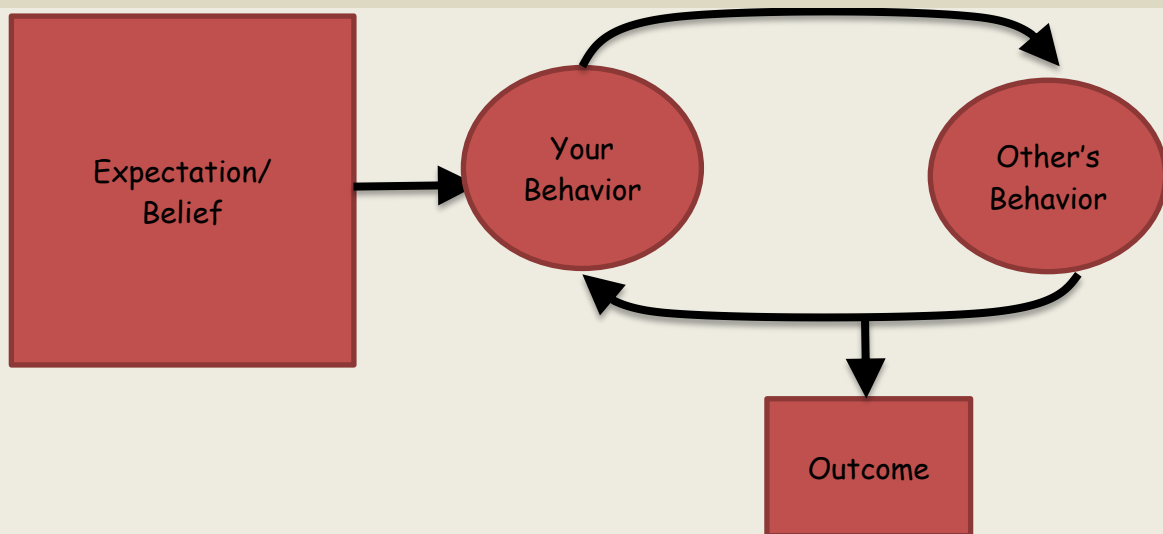 Expectation/
Belief
Your
Behavior
Other's
Behavior
Outcome